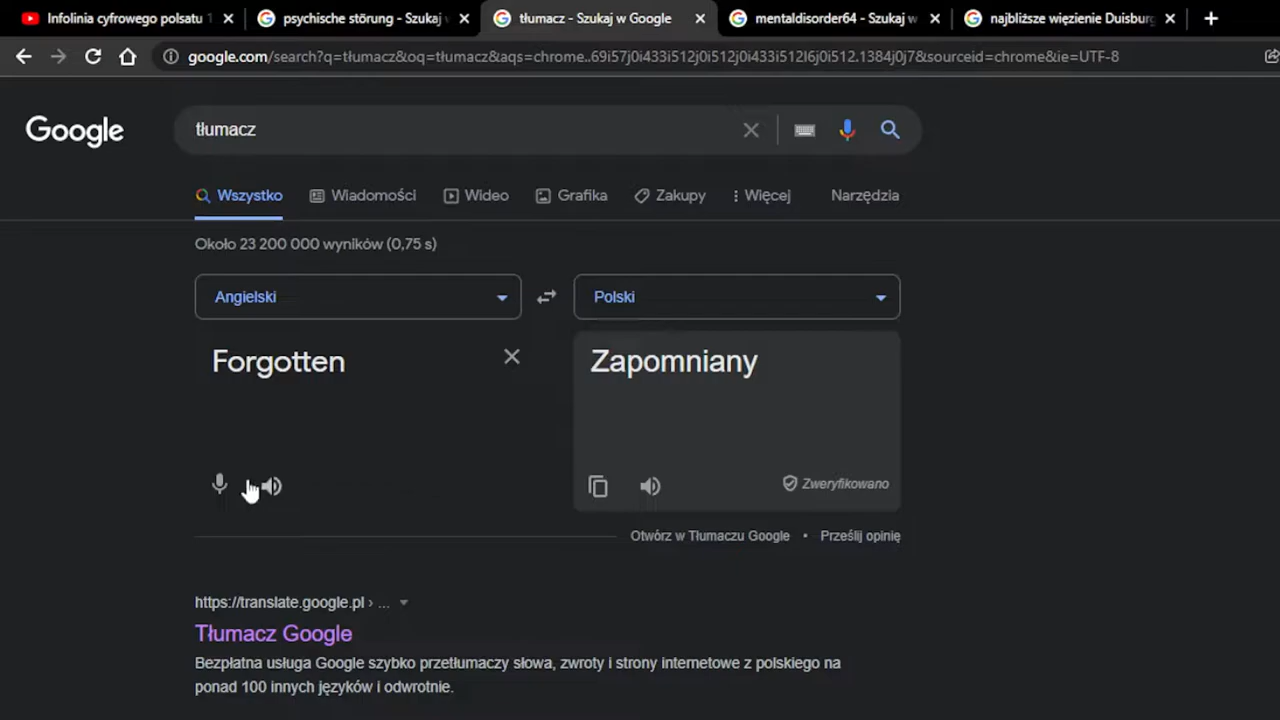 Infolinia cyfrowego polsatu 1
psychische störung - Szukaj w
tłumacz - Szukaj w Google
mentaldisorder64 - Szukaj w
najbliższe więzienie Duisburg
google.com/search?q=tłumacz&oq=tłumacz&aqs=chrome..69i57j0i433i512j0i512j0i433i512l6j0i512.1384j0j7&sourceid=chrome&ie=UTF-8
Google
tłumacz
Wszystko Wiadomości Wideo Grafika Zakupy Więcej Narzędzia
Około 23 200 000 wyników (0,75 s)
Angielski Polski
Forgotten Zapomniany
Zweryfikowano
Otwórz w Tłumaczu Google • Prześlij opinię
https://translate.google.pl › ...
Tłumacz Google
Bezpłatna usługa Google szybko przetłumaczy słowa, zwroty i strony internetowe z polskiego na
ponad 100 innych języków i odwrotnie.